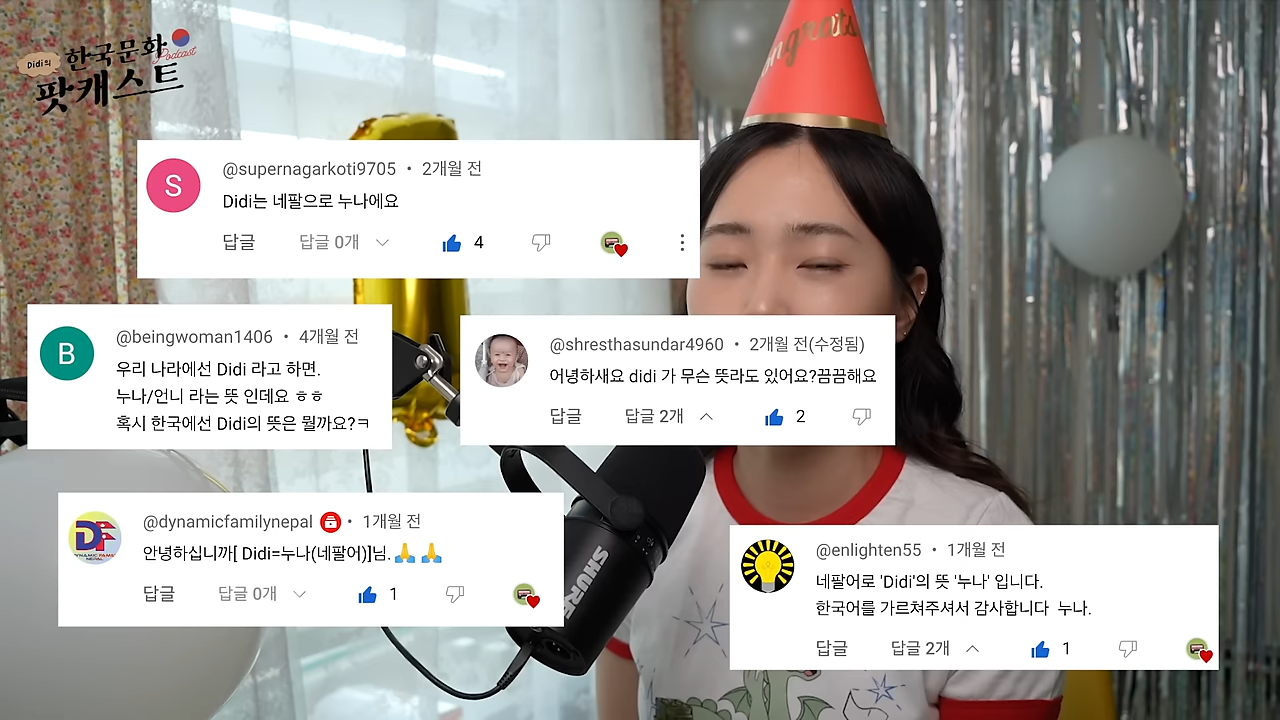 Didi의
한국문화
Podcast
팟캐스트
ongrats
@supernagarkoti9705 • 2개월 전
S
Didi는 네팔으로 누나에요
답글 답글 0개 4
@beingwoman1406 • 4개월 전
B
우리 나라에선 Didi 라고 하면.
누나/언니 라는 뜻 인데요 ㅎㅎ
혹시 한국에선 Didi의 뜻은 뭘까요?ㅋ
@shresthasundar4960 • 2개월 전(수정됨)
어녕하새요 didi 가 무슨 뜻라도 있어요?끔끔해요
답글 답글 2개 2
@dynamicfamilynepal • 1개월 전
DF
안녕하십니까[ Didi=누나(네팔어)]님.🙏 🙏
답글 답글 0개 1
SHURE
@enlighten55 • 1개월 전
네팔어로 'Didi'의 뜻 '누나' 입니다.
한국어를 가르쳐주셔서 감사합니다 누나.
답글 답글 2개 1